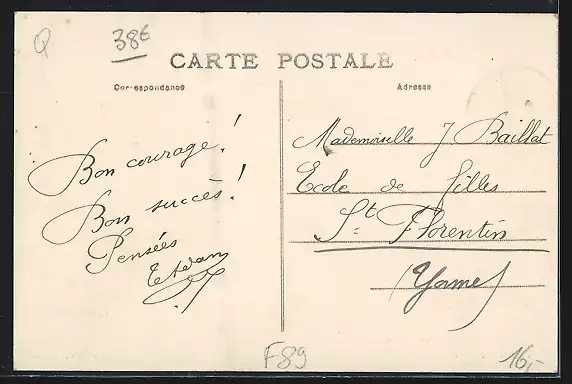 Q
38€
CARTE POSTALE
Correspondance
Adresse
Bon courage!
Bon succès!
Pensées
Mademoiselle J Baillat
Ecole de filles
St Florentin
(Yonne)
F89
16,-